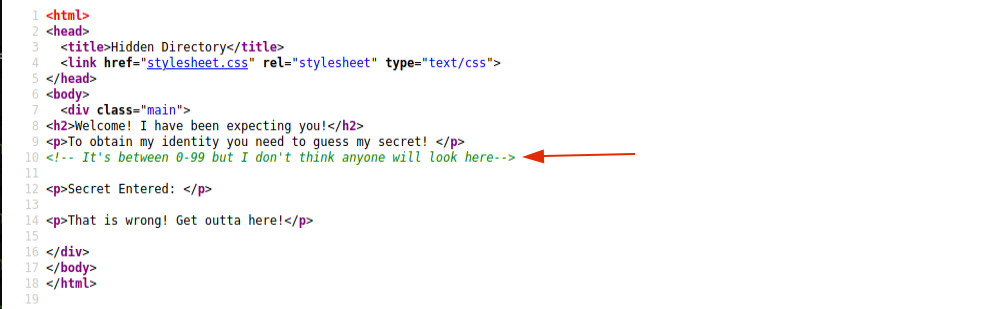 1 <html>
2 <head>
3   <title>Hidden Directory</title>
4   <link href="stylesheet.css" rel="stylesheet" type="text/css">
5 </head>
6 <body>
7   <div class="main">
8 <h2>Welcome! I have been expecting you!</h2>
9 <p>To obtain my identity you need to guess my secret! </p>
10 <!-- It's between 0-99 but I don't think anyone will look here-->
11
12 <p>Secret Entered: </p>
13
14 <p>That is wrong! Get outta here!</p>
15
16 </div>
17 </body>
18 </html>
19